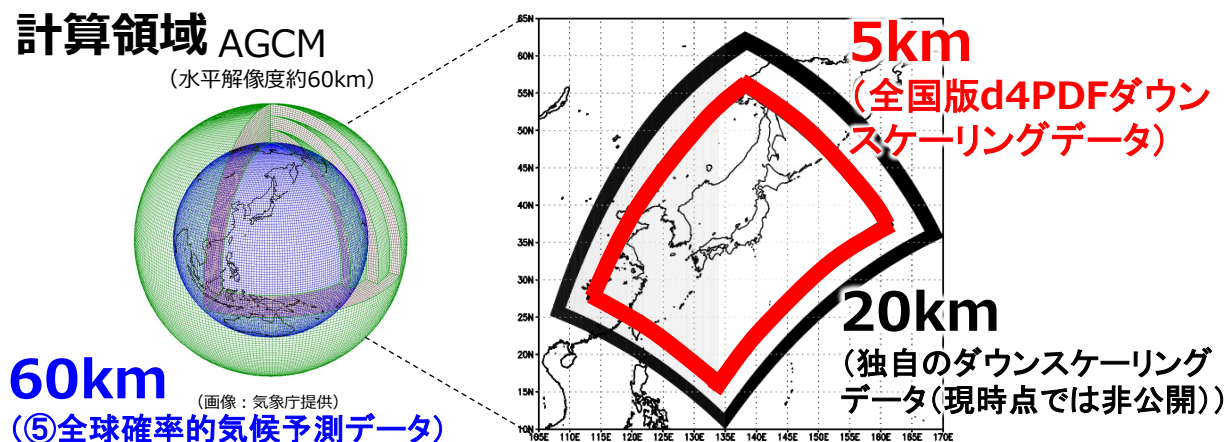 計算領域 AGCM
（水平解像度約60km）
60km
（画像：気象庁提供）
（⑤全球確率的気候予測データ）
65N
60N
55N
50N
45N
40N
35N
30N
25N
20N
15N
10N
105E 110E 115E 120E 125E 130E 135E 140E 145E 150E 155E 160E 165E 170E
5km
（全国版d4PDFダウン
スケーリングデータ）
20km
（独自のダウンスケーリング
データ（現時点では非公開））